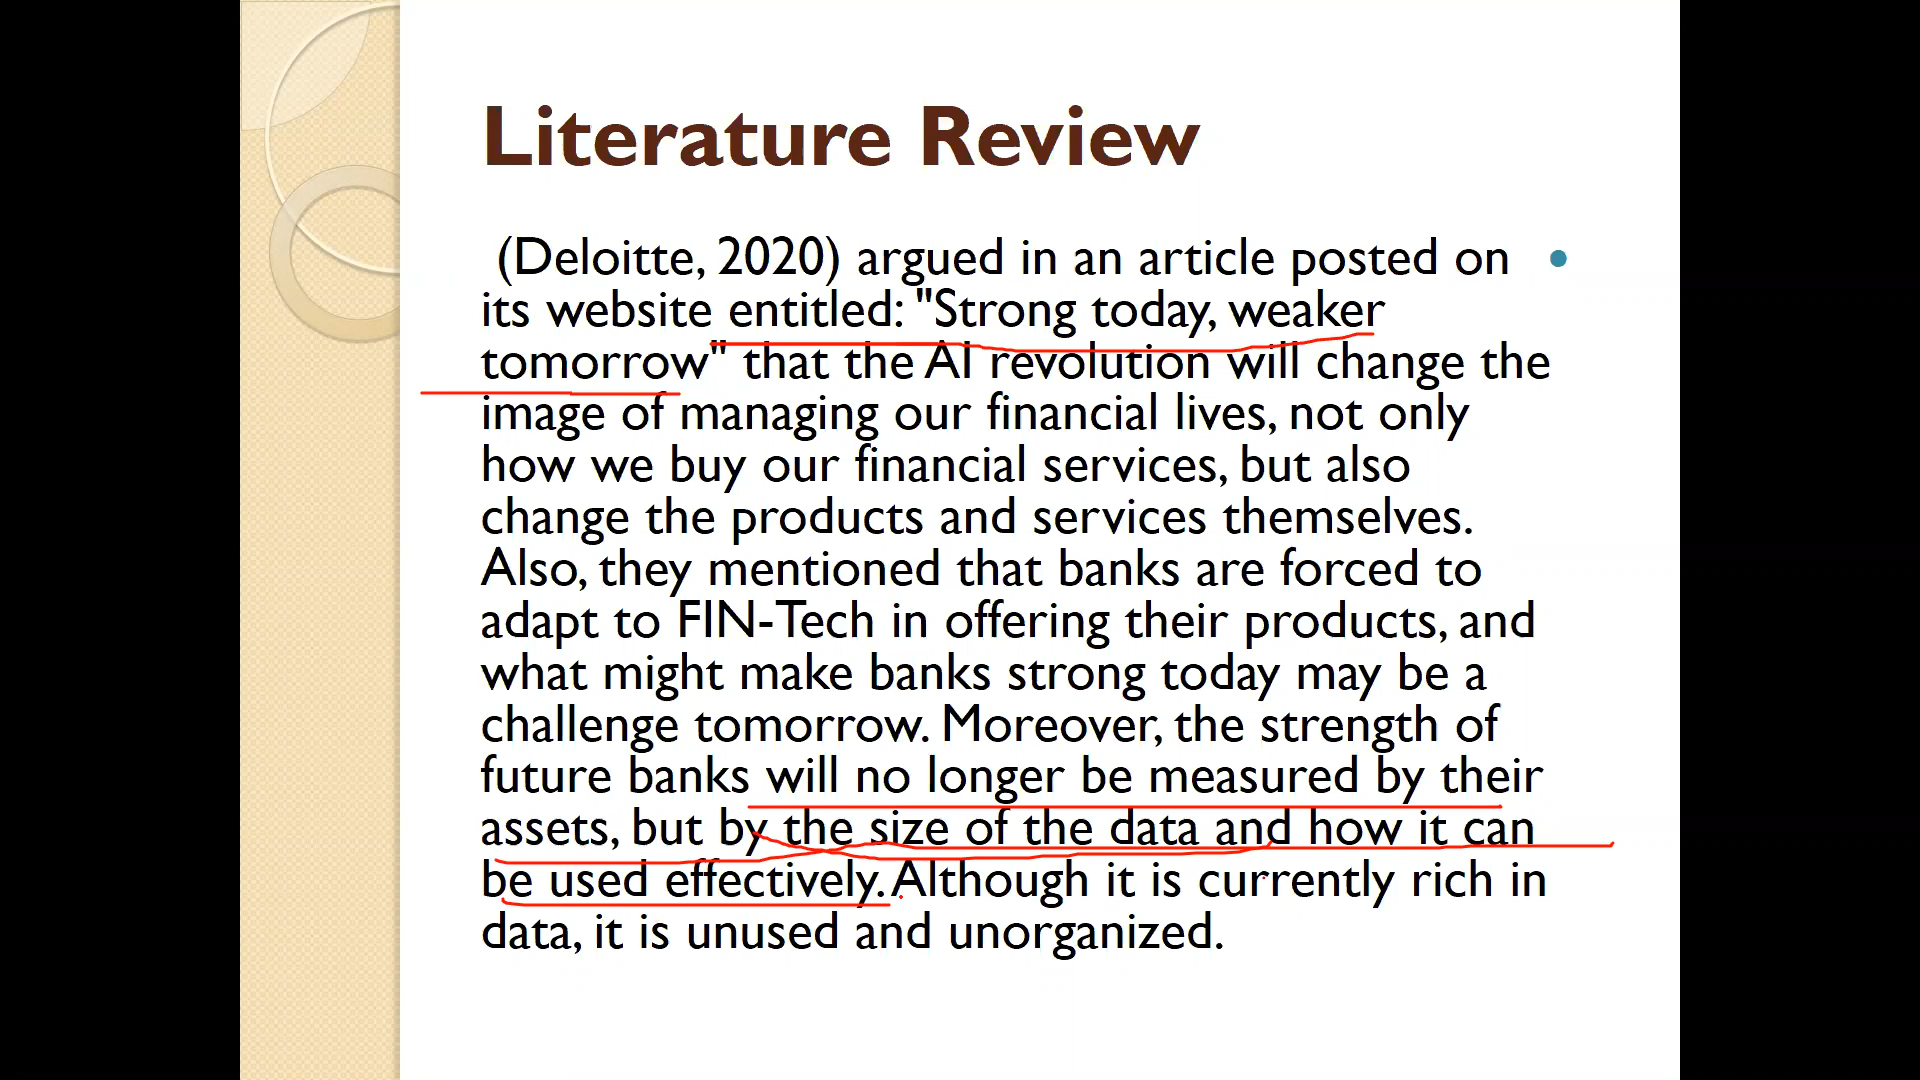 Literature Review
(Deloitte, 2020) argued in an article posted on
its website entitled: "Strong today, weaker
tomorrow" that the AI revolution will change the
image of managing our financial lives, not only
how we buy our financial services, but also
change the products and services themselves.
Also, they mentioned that banks are forced to
adapt to FIN-Tech in offering their products, and
what might make banks strong today may be a
challenge tomorrow. Moreover, the strength of
future banks will no longer be measured by their
assets, but by the size of the data and how it can
be used effectively. Although it is currently rich in
data, it is unused and unorganized.